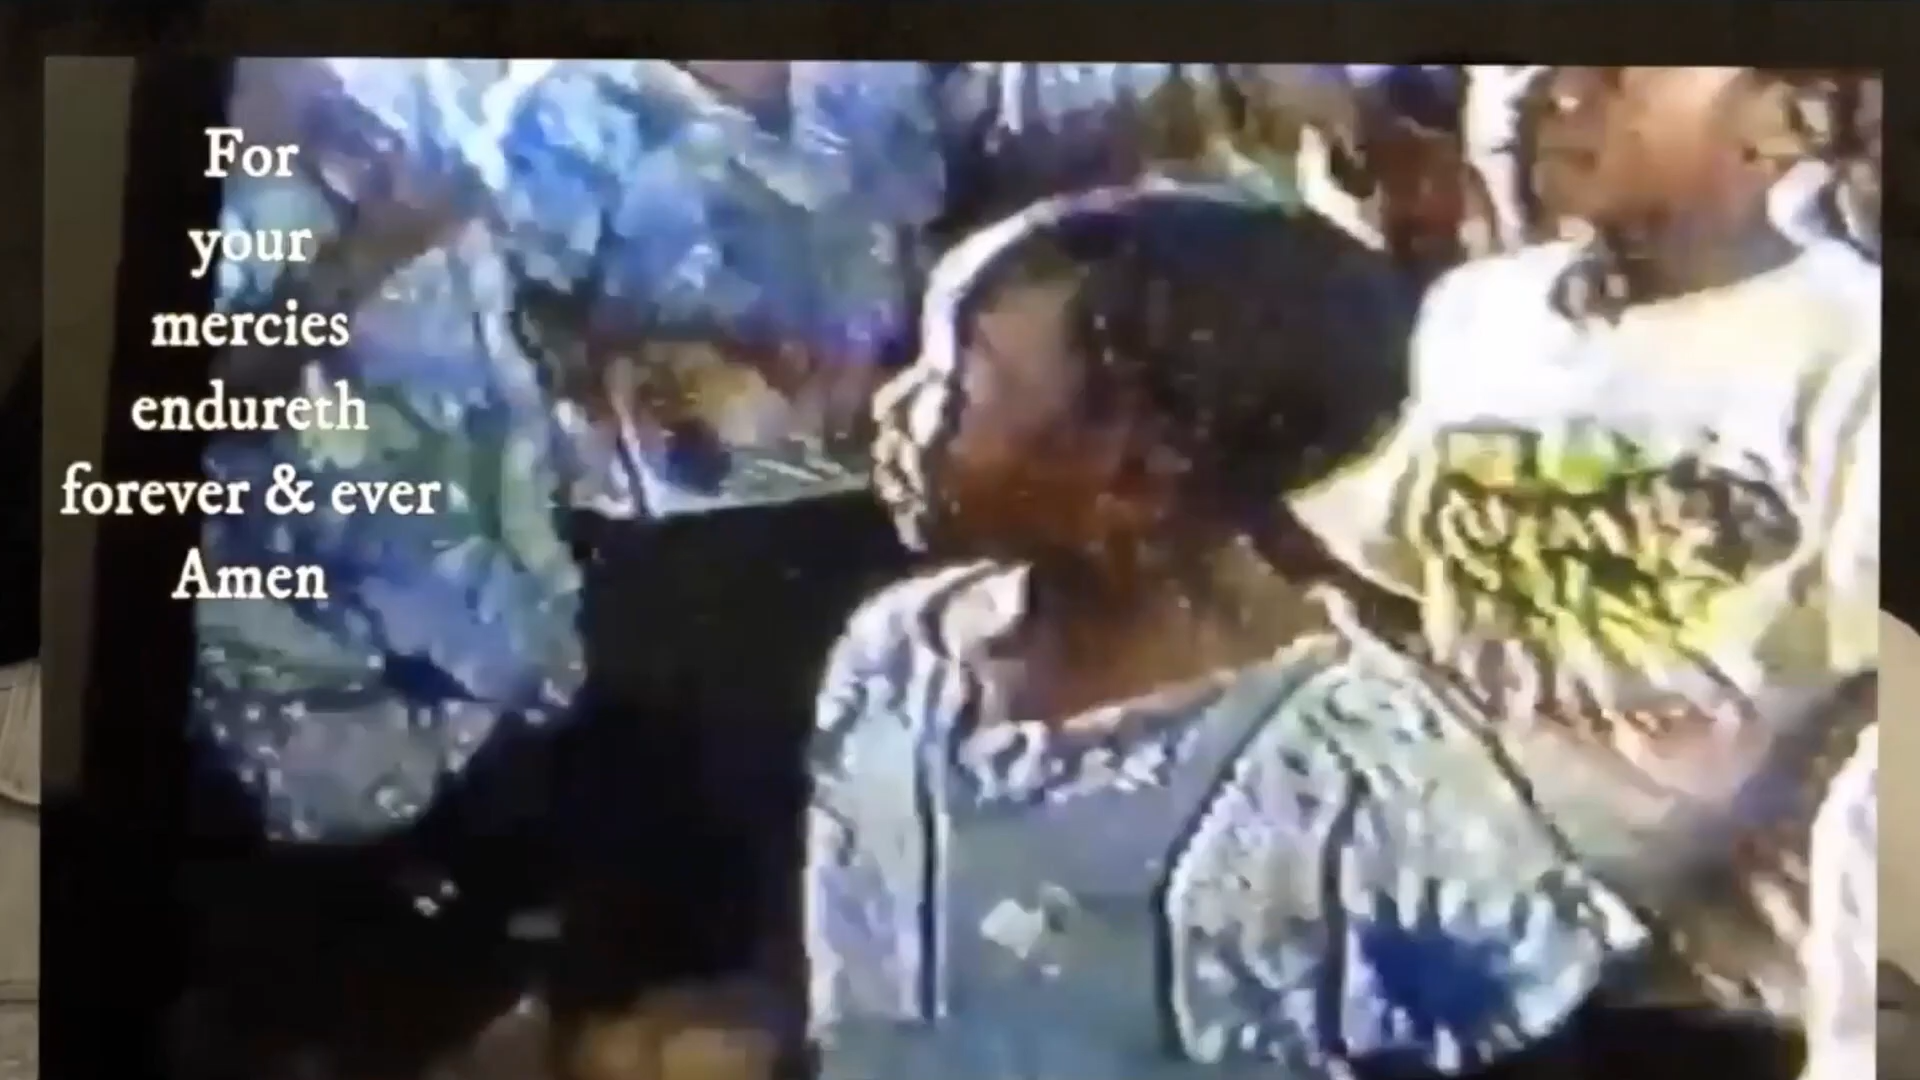 For
your
mercies
endureth
forever & ever
Amen